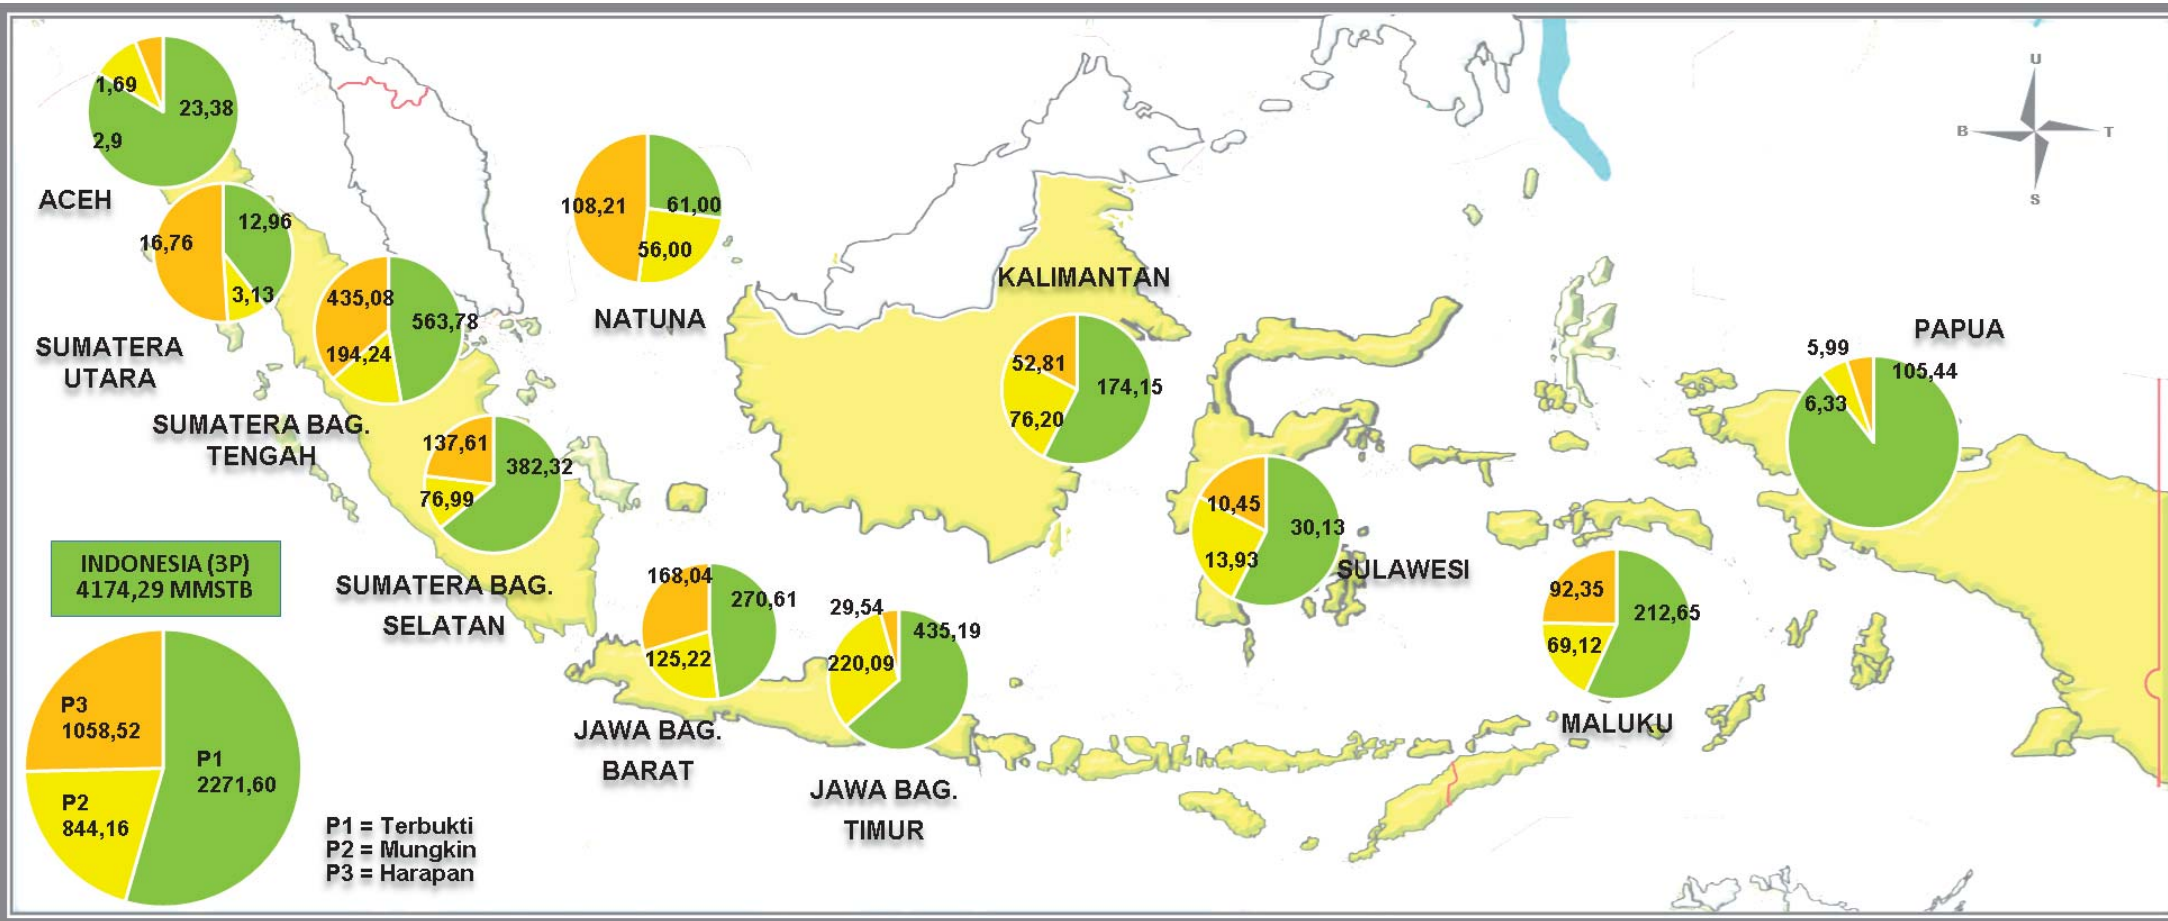 U
B
T
S
1,69
23,38
2,9
ACEH
12,96
16,76
3,13
SUMATERA
UTARA
435,08
563,78
194,24
SUMATERA BAG.
TENGAH
137,61
382,32
76,99
SUMATERA BAG.
SELATAN
108,21
61,00
56,00
NATUNA
KALIMANTAN
52,81
174,15
76,20
10,45
30,13
13,93
SULAWESI
PAPUA
5,99
105,44
6,33
92,35
212,65
69,12
MALUKU
168,04
270,61
125,22
JAWA BAG.
BARAT
29,54
435,19
220,09
JAWA BAG.
TIMUR
INDONESIA (3P)
4174,29 MMSTB
P3
1058,52
P1
2271,60
P2
844,16
P1 = Terbukti
P2 = Mungkin
P3 = Harapan